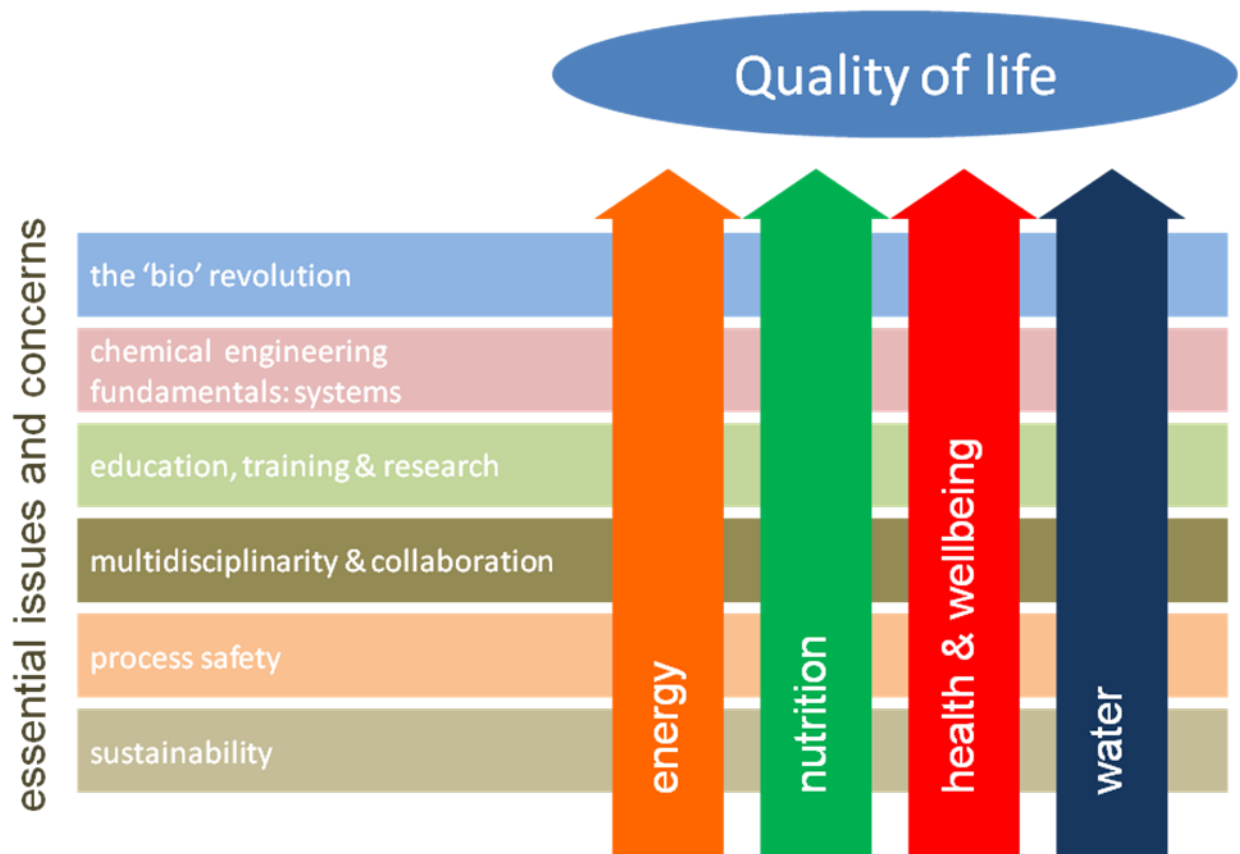 Quality of life
essential issues and concerns
the ‘bio’ revolution
chemical engineering
fundamentals: systems
education, training & research
multidisciplinarity & collaboration
process safety
sustainability
energy
nutrition
health & wellbeing
water